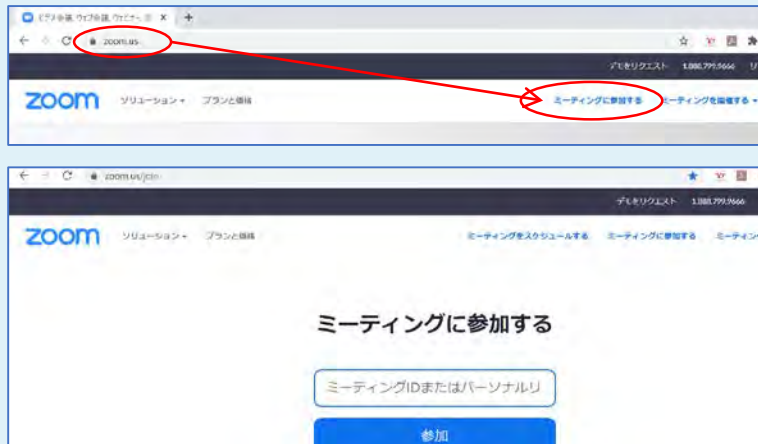 zoom.us
デモをリクエスト 1.888.799.9666
zoom ソリューション プランと価格 ミーティングに参加する ミーティングを開催する
zoom.us/join
デモをリクエスト 1.888.799.9666
zoom ソリューション プランと価格 ミーティングをスケジュールする ミーティングに参加する ミーティン
ミーティングに参加する
ミーティングIDまたはパーソナルリ
参加